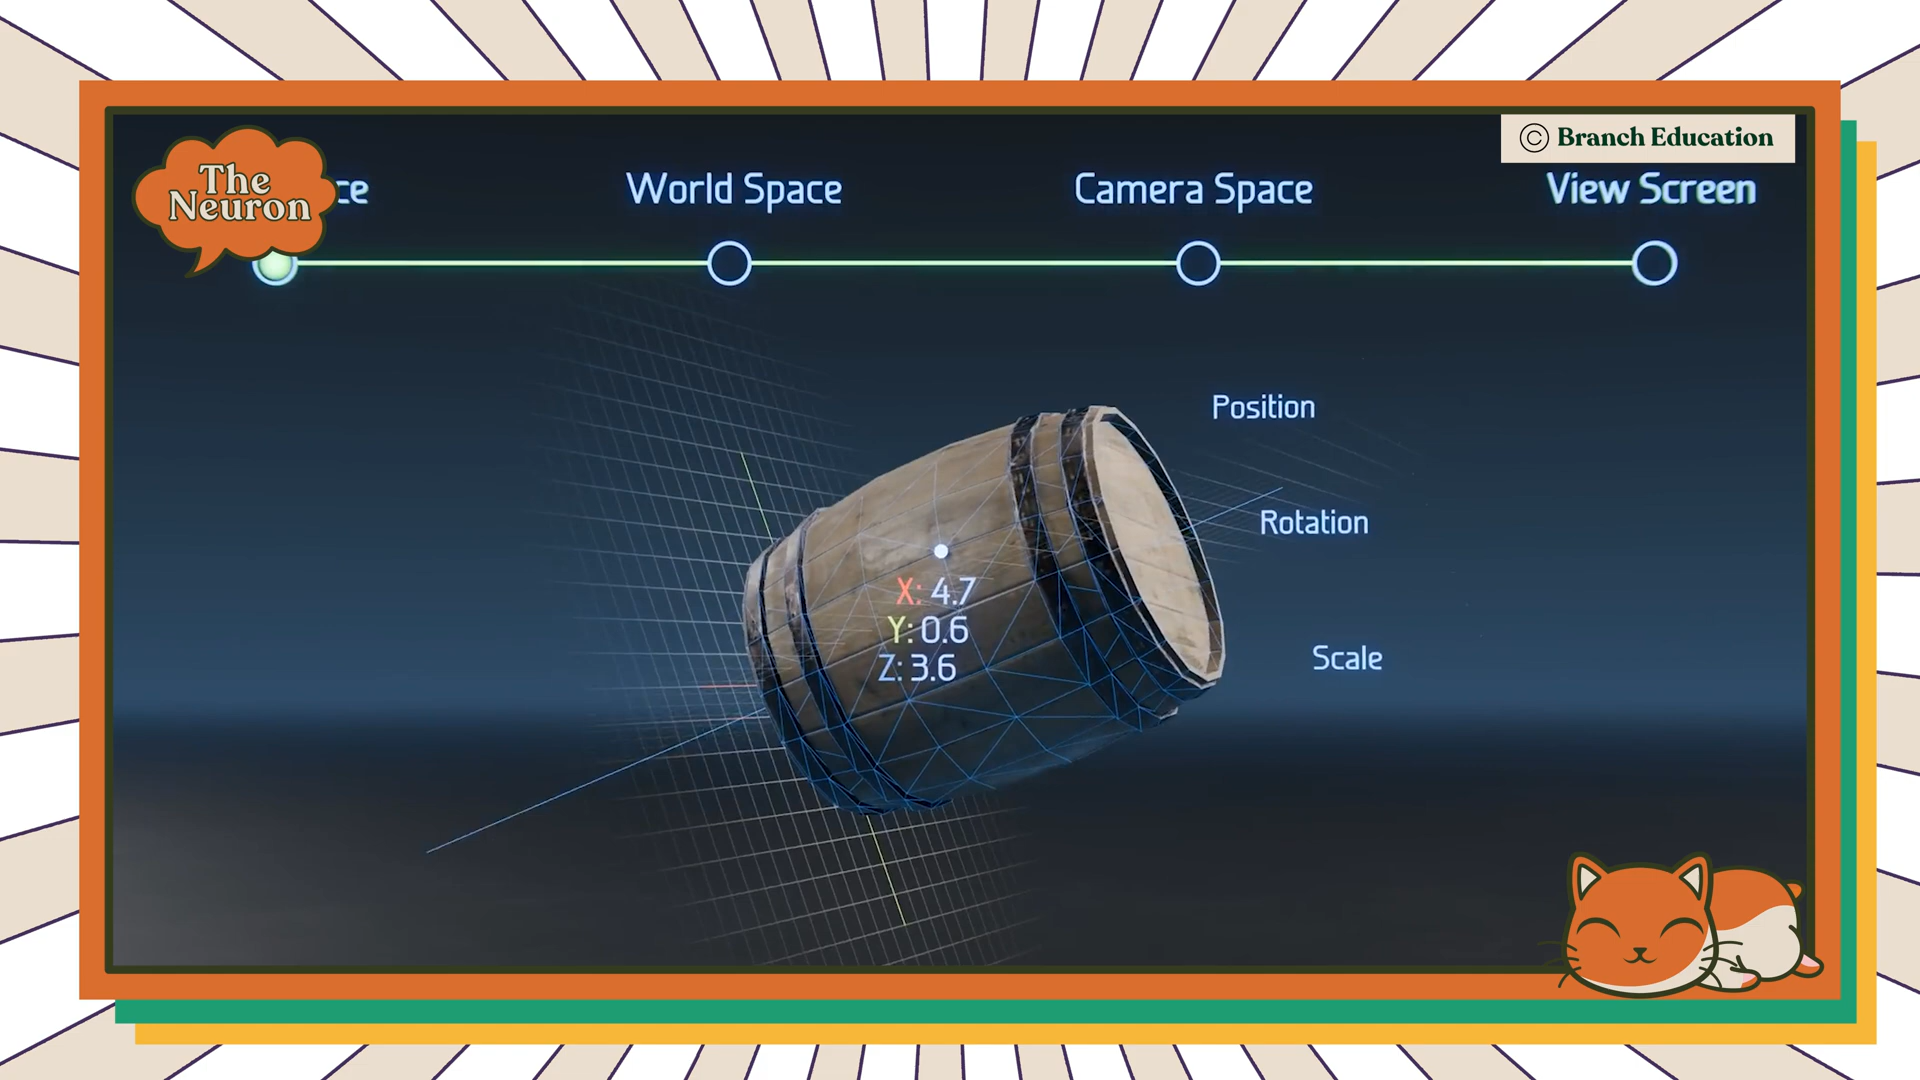 © Branch Education
The
Neuron
ce
World Space
Camera Space
View Screen
Position
Rotation
Scale
X: 4.7
Y: 0.6
Z: 3.6